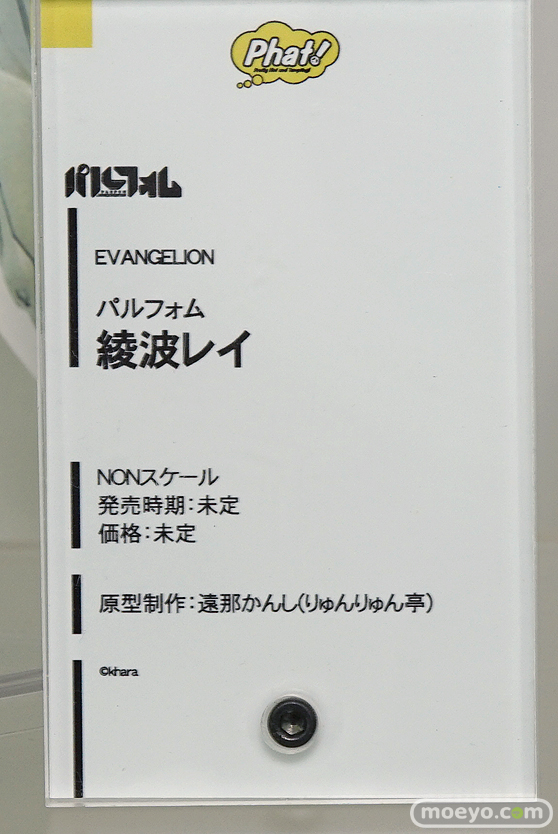 Phat!
パルフォム
EVANGELION
パルフォム
綾波レイ
NONスケール
発売時期：未定
価格：未定
原型制作：遠那かんし(りゅんりゅん亭)
©khara
moeyo.com